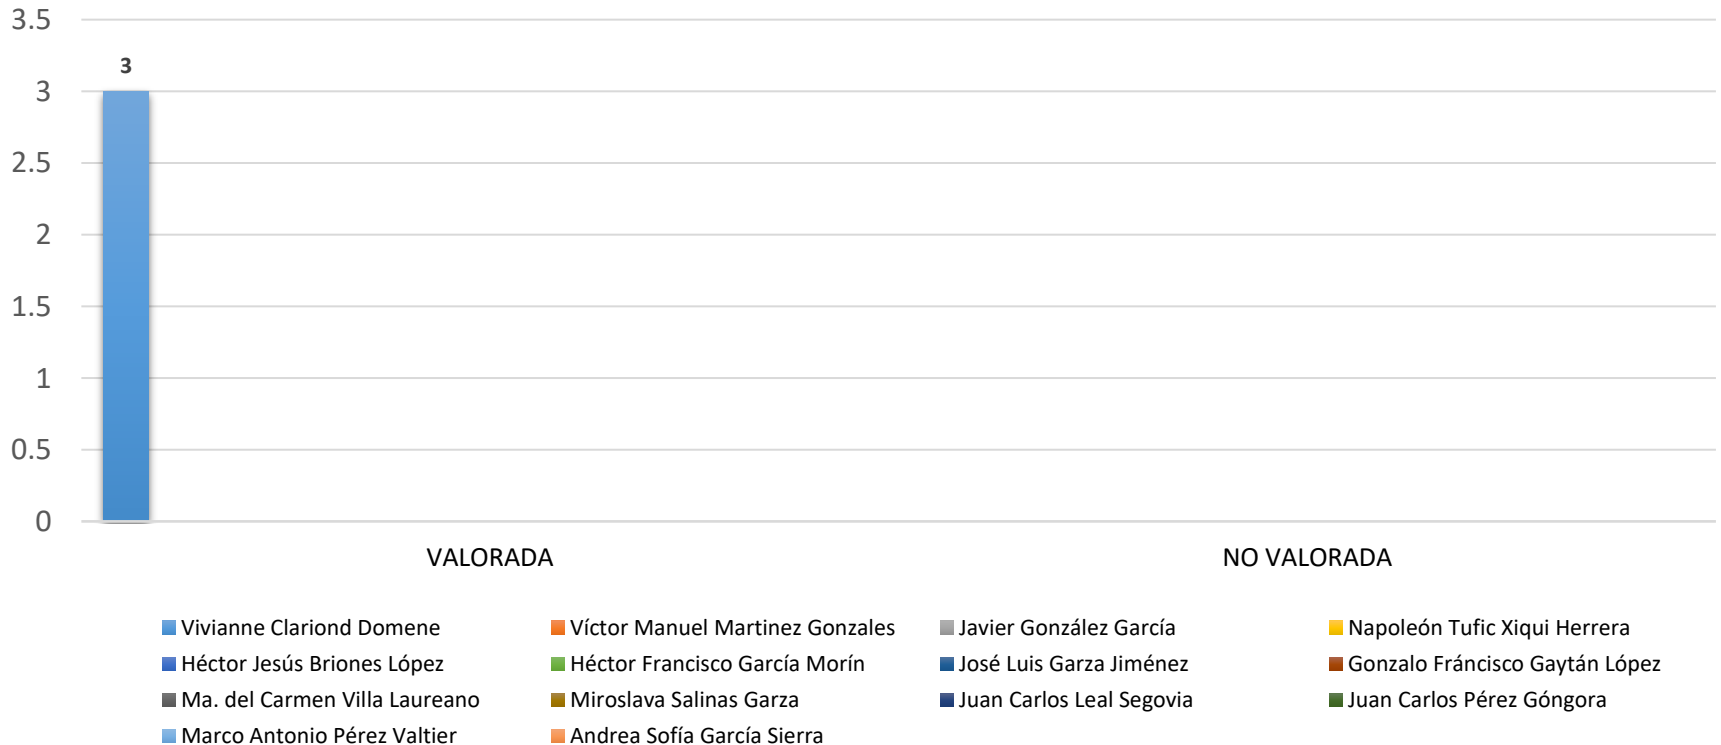 3.5
3
3
2.5
2
1.5
1
0.5
0
VALORADA NO VALORADA
Vivianne Clariond Domene Víctor Manuel Martinez Gonzales Javier González García Napoleón Tufic Xiqui Herrera
Héctor Jesús Briones López Héctor Francisco García Morín José Luis Garza Jiménez Gonzalo Fráncisco Gaytán López
Ma. del Carmen Villa Laureano Miroslava Salinas Garza Juan Carlos Leal Segovia Juan Carlos Pérez Góngora
Marco Antonio Pérez Valtier Andrea Sofía García Sierra